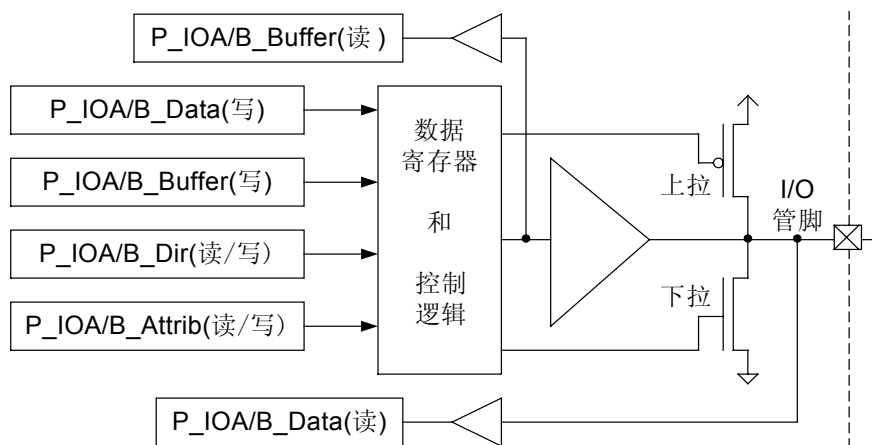 P_IOA/B_Buffer(读)
P_IOA/B_Data(写)
P_IOA/B_Buffer(写)
P_IOA/B_Dir(读/写)
P_IOA/B_Attrib(读/写)
数据
寄存器
和
控制
逻辑
上拉
下拉
I/O
管脚
P_IOA/B_Data(读)